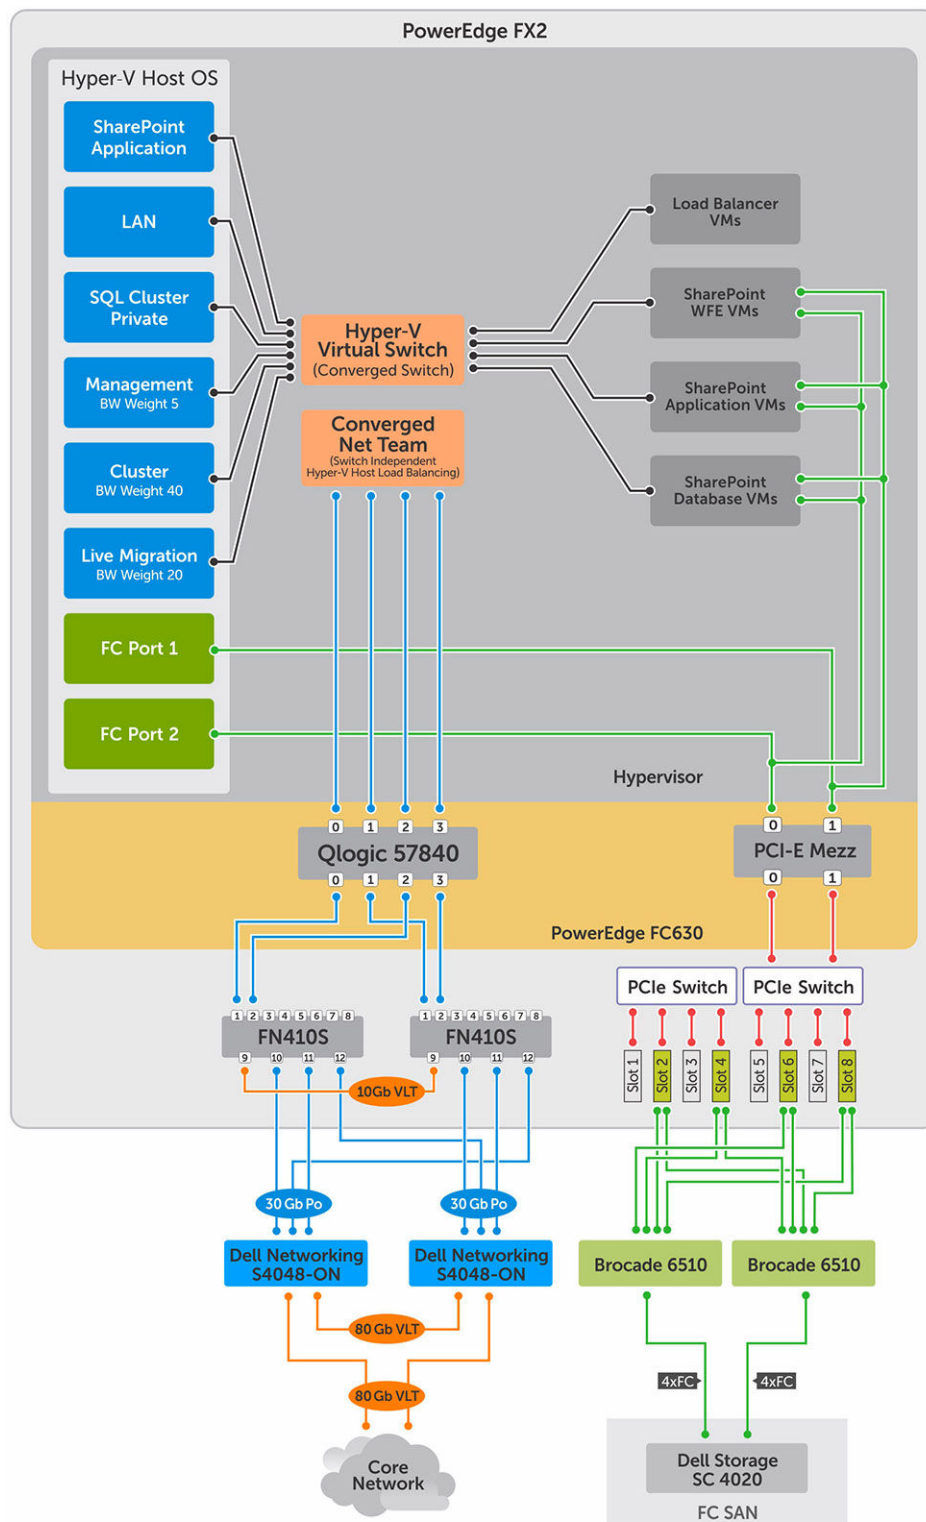 PowerEdge FX2
Hyper-V Host OS
SharePoint
Application
LAN
SQL Cluster
Private
Management
BW Weight 5
Cluster
BW Weight 40
Live Migration
BW Weight 20
FC Port 1
FC Port 2
Hyper-V
Virtual Switch
(Converged Switch)
Converged
Net Team
(Switch Independent
Hyper-V Host Load Balancing)
Load Balancer
VMs
SharePoint
WFE VMs
SharePoint
Application VMs
SharePoint
Database VMs
Hypervisor
0 1 2 3
Qlogic 57840
0 1 2 3
0 1
PCI-E Mezz
0 1
PowerEdge FC630
1 2 3 4 5 6 7 8
FN410S
9 10 11 12
1 2 3 4 5 6 7 8
FN410S
9 10 11 12
10Gb VLT
PCIe Switch
PCIe Switch
Slot 1
Slot 2
Slot 3
Slot 4
Slot 5
Slot 6
Slot 7
Slot 8
30 Gb Po
30 Gb Po
Dell Networking
S4048-ON
Dell Networking
S4048-ON
Brocade 6510
Brocade 6510
80 Gb VLT
80 Gb VLT
4xFC
4xFC
Core
Network
Dell Storage
SC 4020
FC SAN